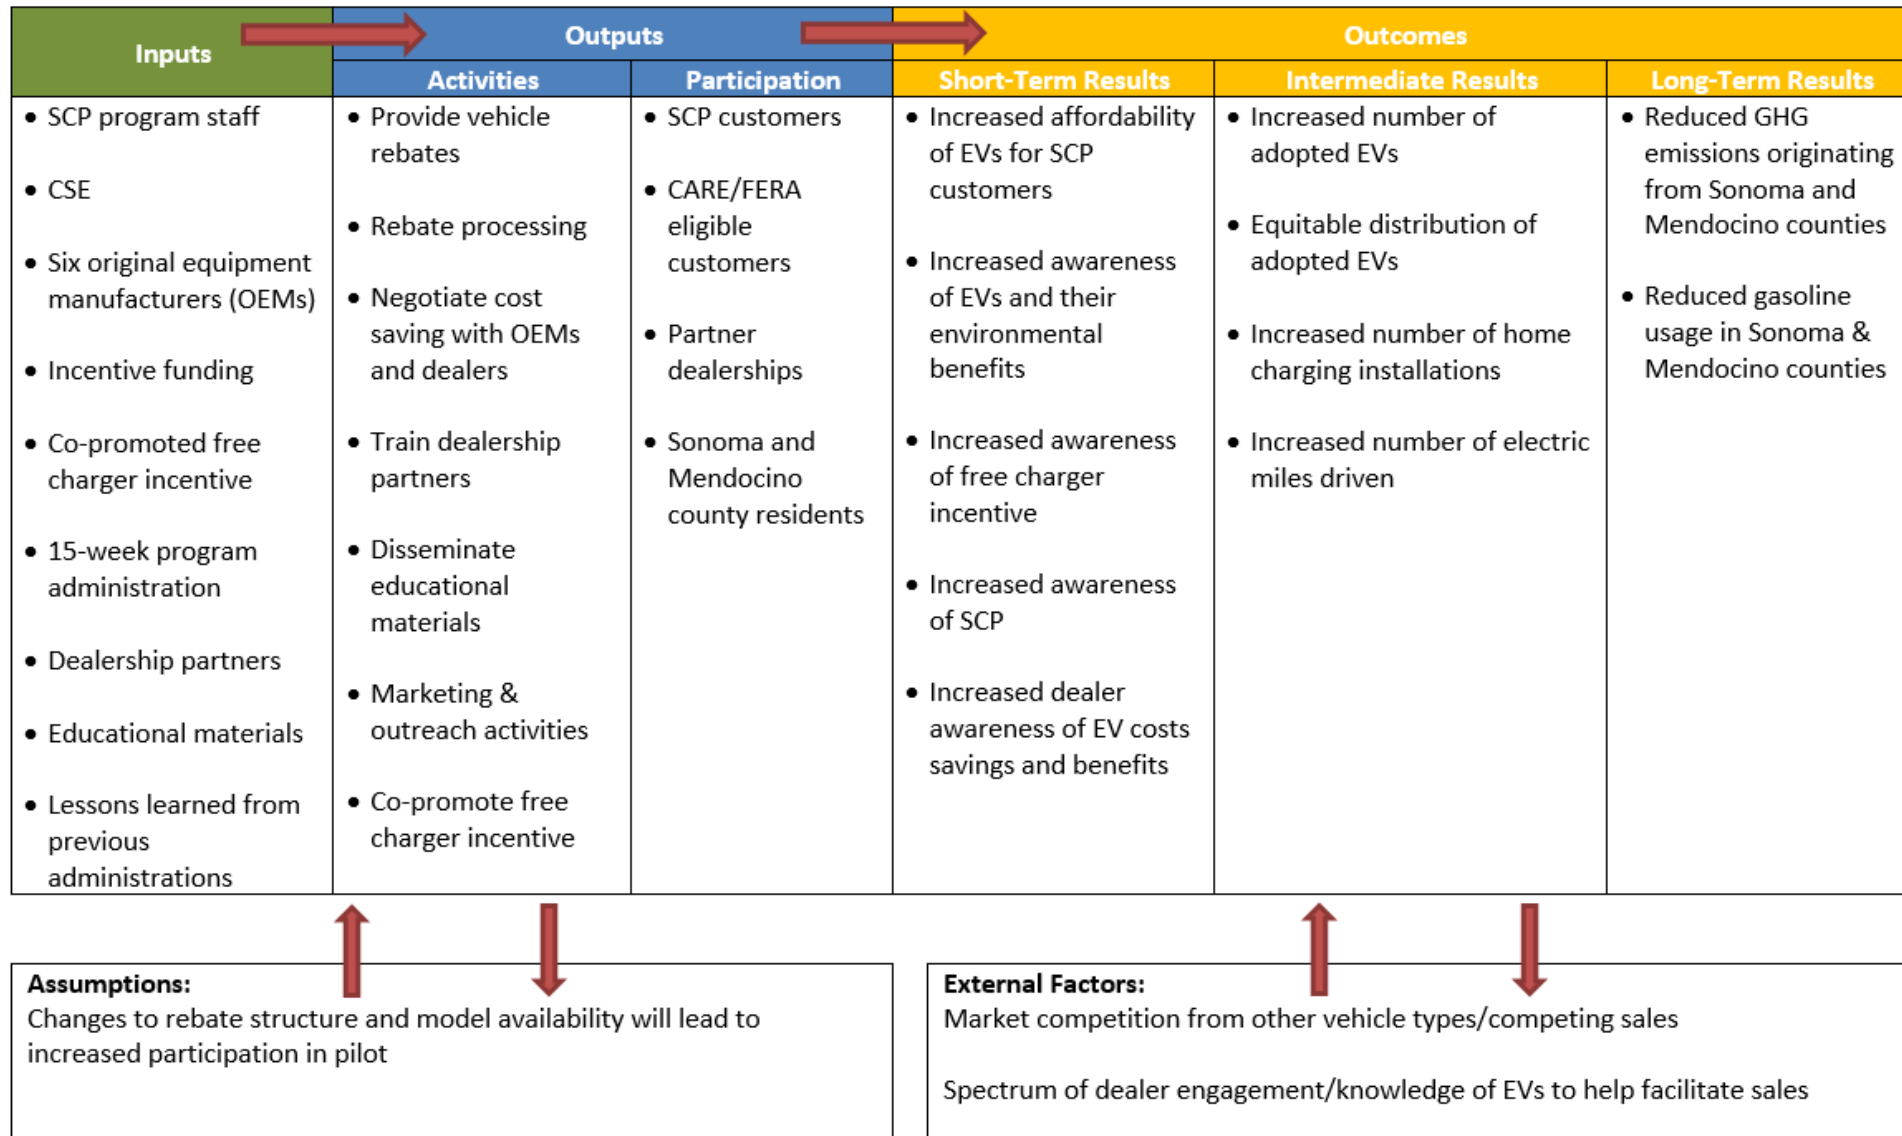 Inputs
Outputs
Outcomes
Activities
Participation
Short-Term Results
Intermediate Results
Long-Term Results
• SCP program staff
• CSE
• Six original equipment
manufacturers (OEMs)
• Incentive funding
• Co-promoted free
charger incentive
• 15-week program
administration
• Dealership partners
• Educational materials
• Lessons learned from
previous
administrations
• Provide vehicle
rebates
• Rebate processing
• Negotiate cost
saving with OEMs
and dealers
• Train dealership
partners
• Disseminate
educational
materials
• Marketing &
outreach activities
• Co-promote free
charger incentive
• SCP customers
• CARE/FERA
eligible
customers
• Partner
dealerships
• Sonoma and
Mendocino
county residents
• Increased affordability
of EVs for SCP
customers
• Increased awareness
of EVs and their
environmental
benefits
• Increased awareness
of free charger
incentive
• Increased awareness
of SCP
• Increased dealer
awareness of EV costs
savings and benefits
• Increased number of
adopted EVs
• Equitable distribution of
adopted EVs
• Increased number of home
charging installations
• Increased number of electric
miles driven
• Reduced GHG
emissions originating
from Sonoma and
Mendocino counties
• Reduced gasoline
usage in Sonoma &
Mendocino counties
Assumptions:
Changes to rebate structure and model availability will lead to
increased participation in pilot
External Factors:
Market competition from other vehicle types/competing sales
Spectrum of dealer engagement/knowledge of EVs to help facilitate sales